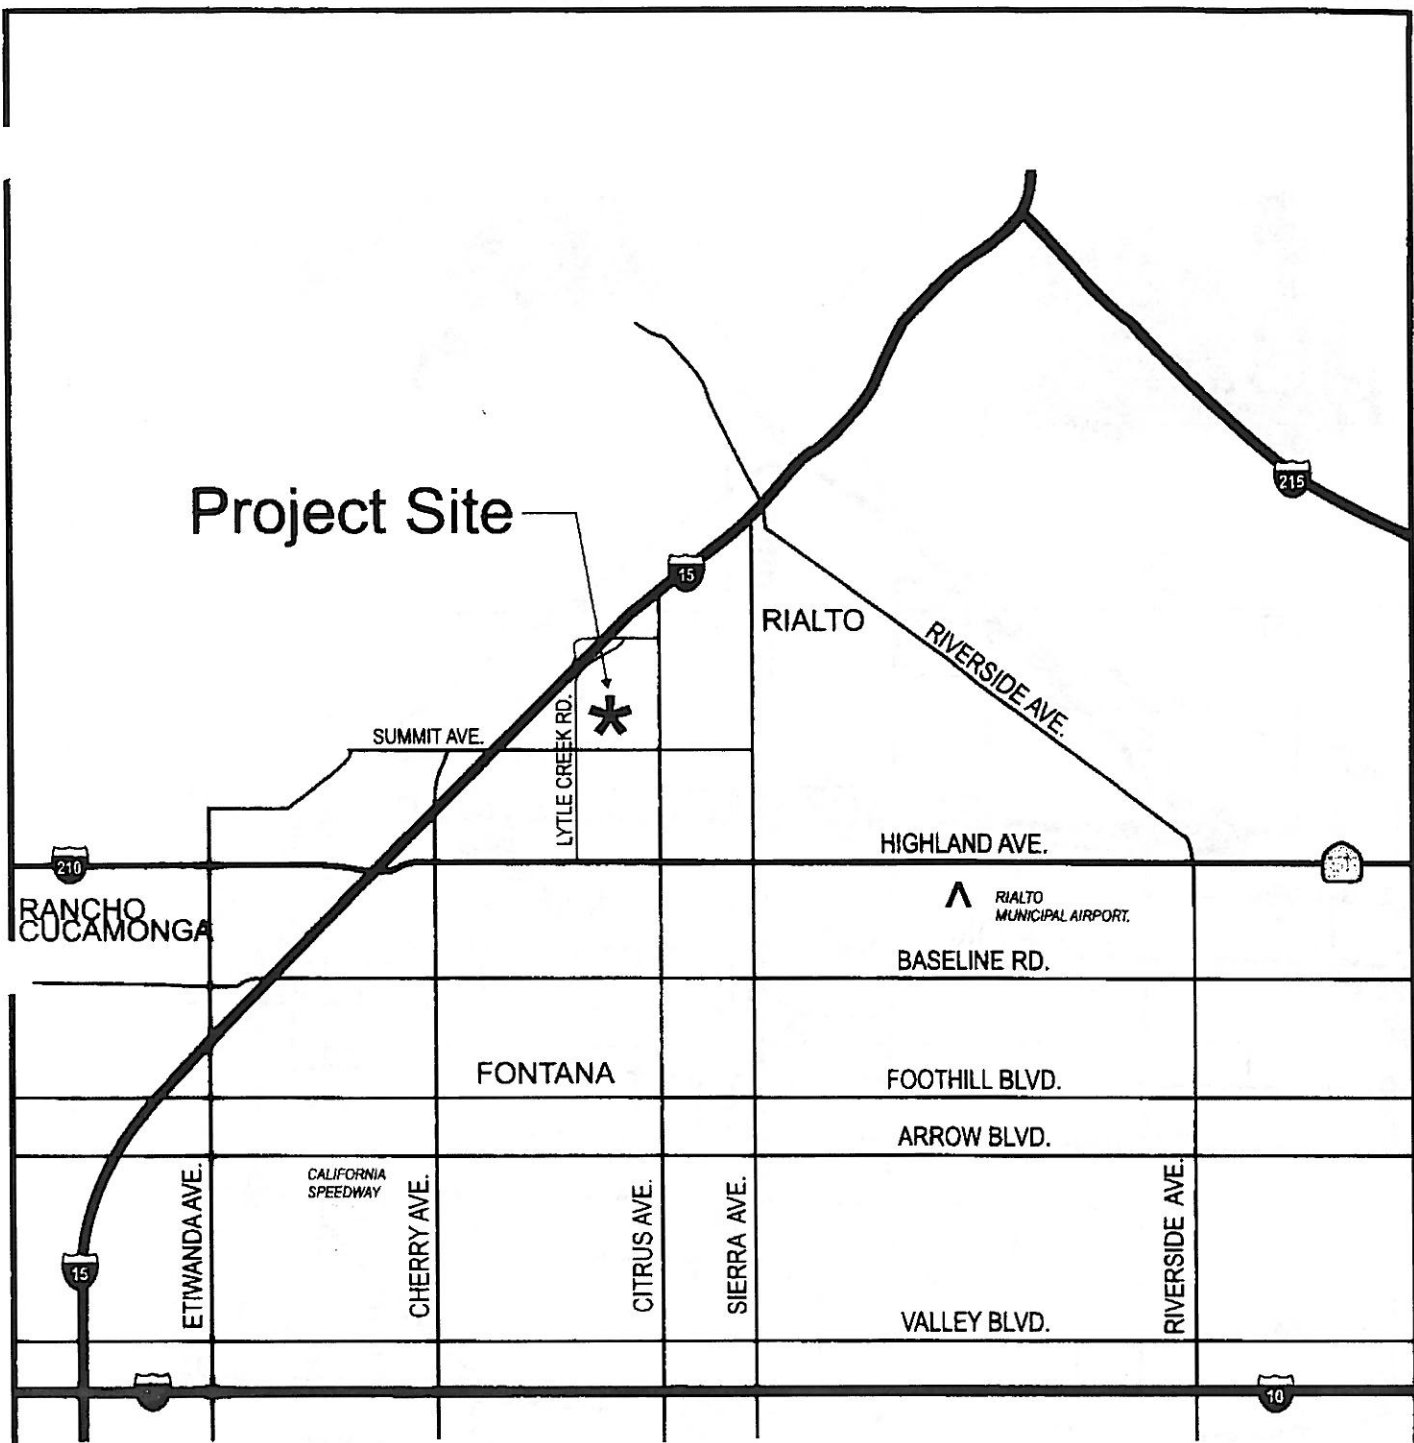 Project Site
215
15
RIALTO
RIVERSIDE AVE.
SUMMIT AVE.
LYTLE CREEK RD.
HIGHLAND AVE.
210
RANCHO
CUCAMONGA
RIALTO
MUNICIPAL AIRPORT.
BASELINE RD.
FONTANA
FOOTHILL BLVD.
ARROW BLVD.
CALIFORNIA
SPEEDWAY
ETIWANDA AVE.
CHERRY AVE.
CITRUS AVE.
SIERRA AVE.
RIVERSIDE AVE.
15
VALLEY BLVD.
10